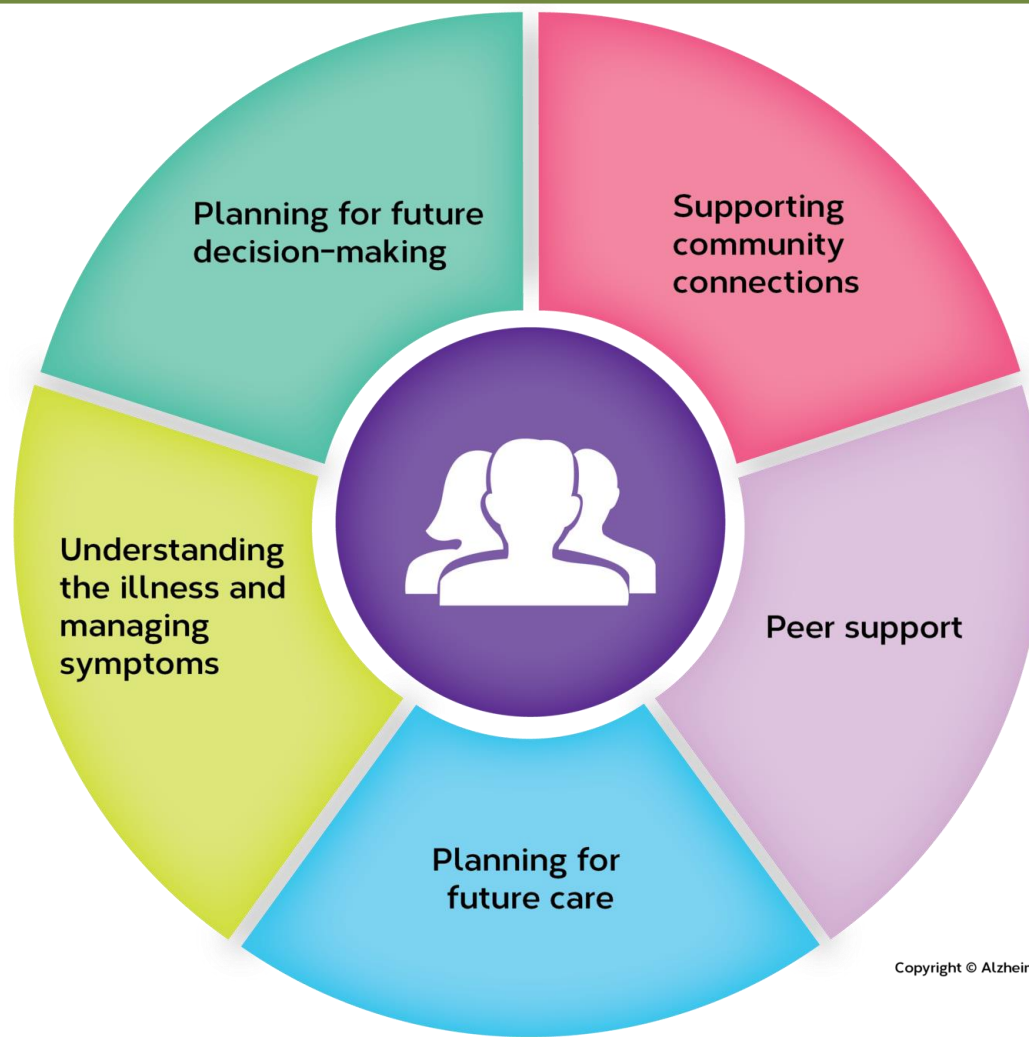 Planning for future
decision-making
Supporting
community
connections
Understanding
the illness and
managing
symptoms
Peer support
Planning for
future care
Copyright ©